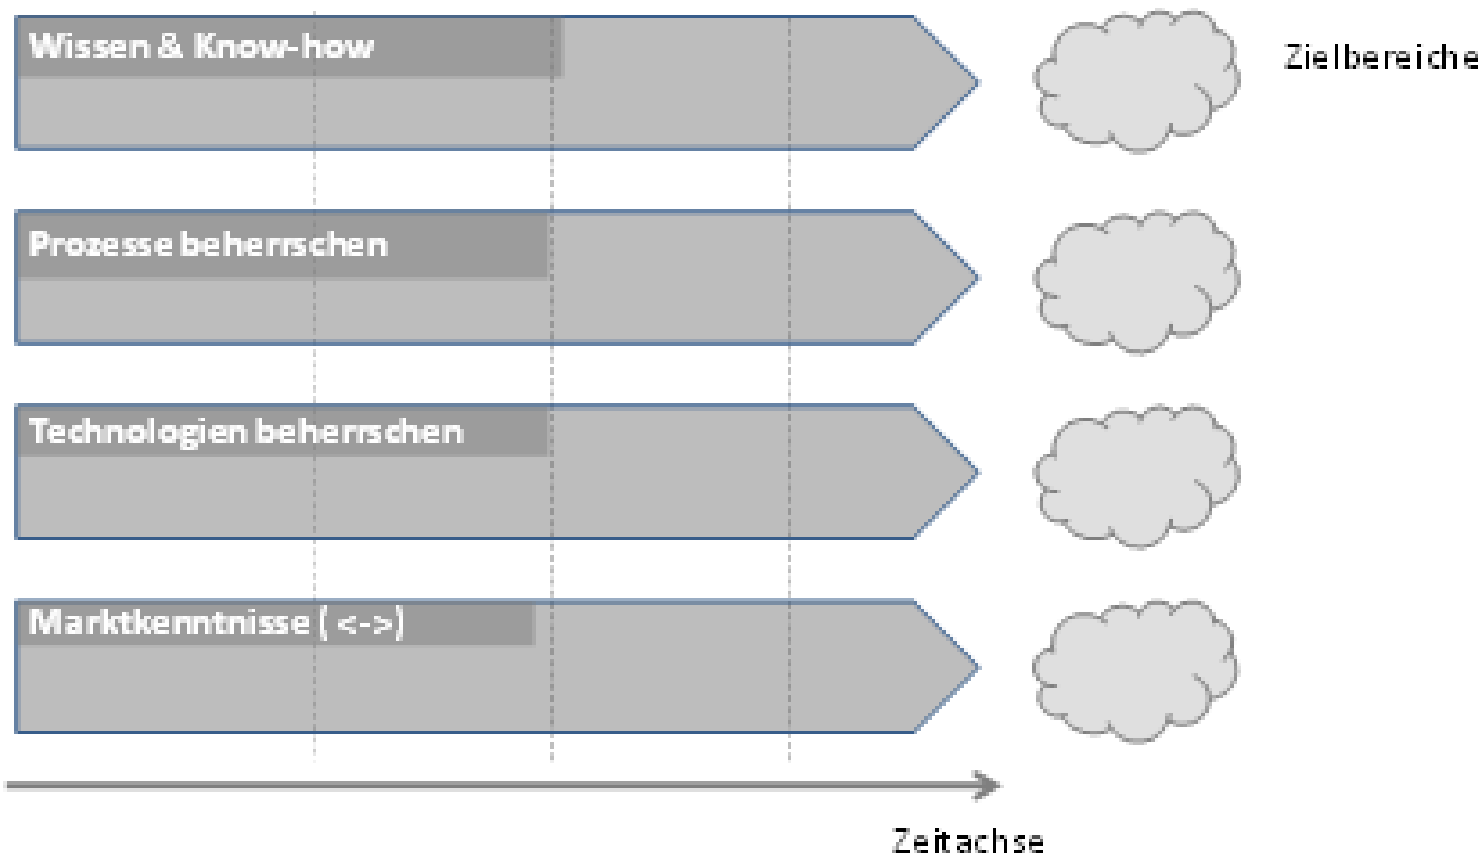 Wissen & Know-how
Zielbereiche
Prozesse beherrschen
Technologien beherrschen
Marktkenntnisse ( <->)
Zeitachse